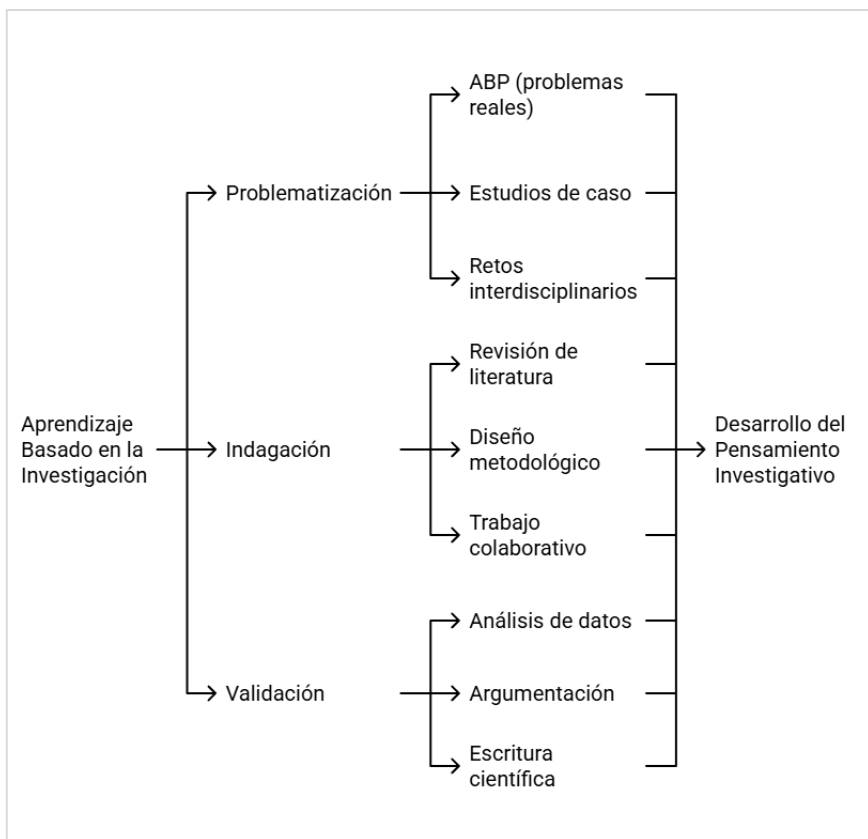 Aprendizaje
Basado en la
Investigación
Problematización
ABP (problemas
reales)
Estudios de caso
Retos
interdisciplinarios
Indagación
Revisión de
literatura
Diseño
metodológico
Trabajo
colaborativo
Validación
Análisis de datos
Argumentación
Escritura
científica
Desarrollo del
Pensamiento
Investigativo